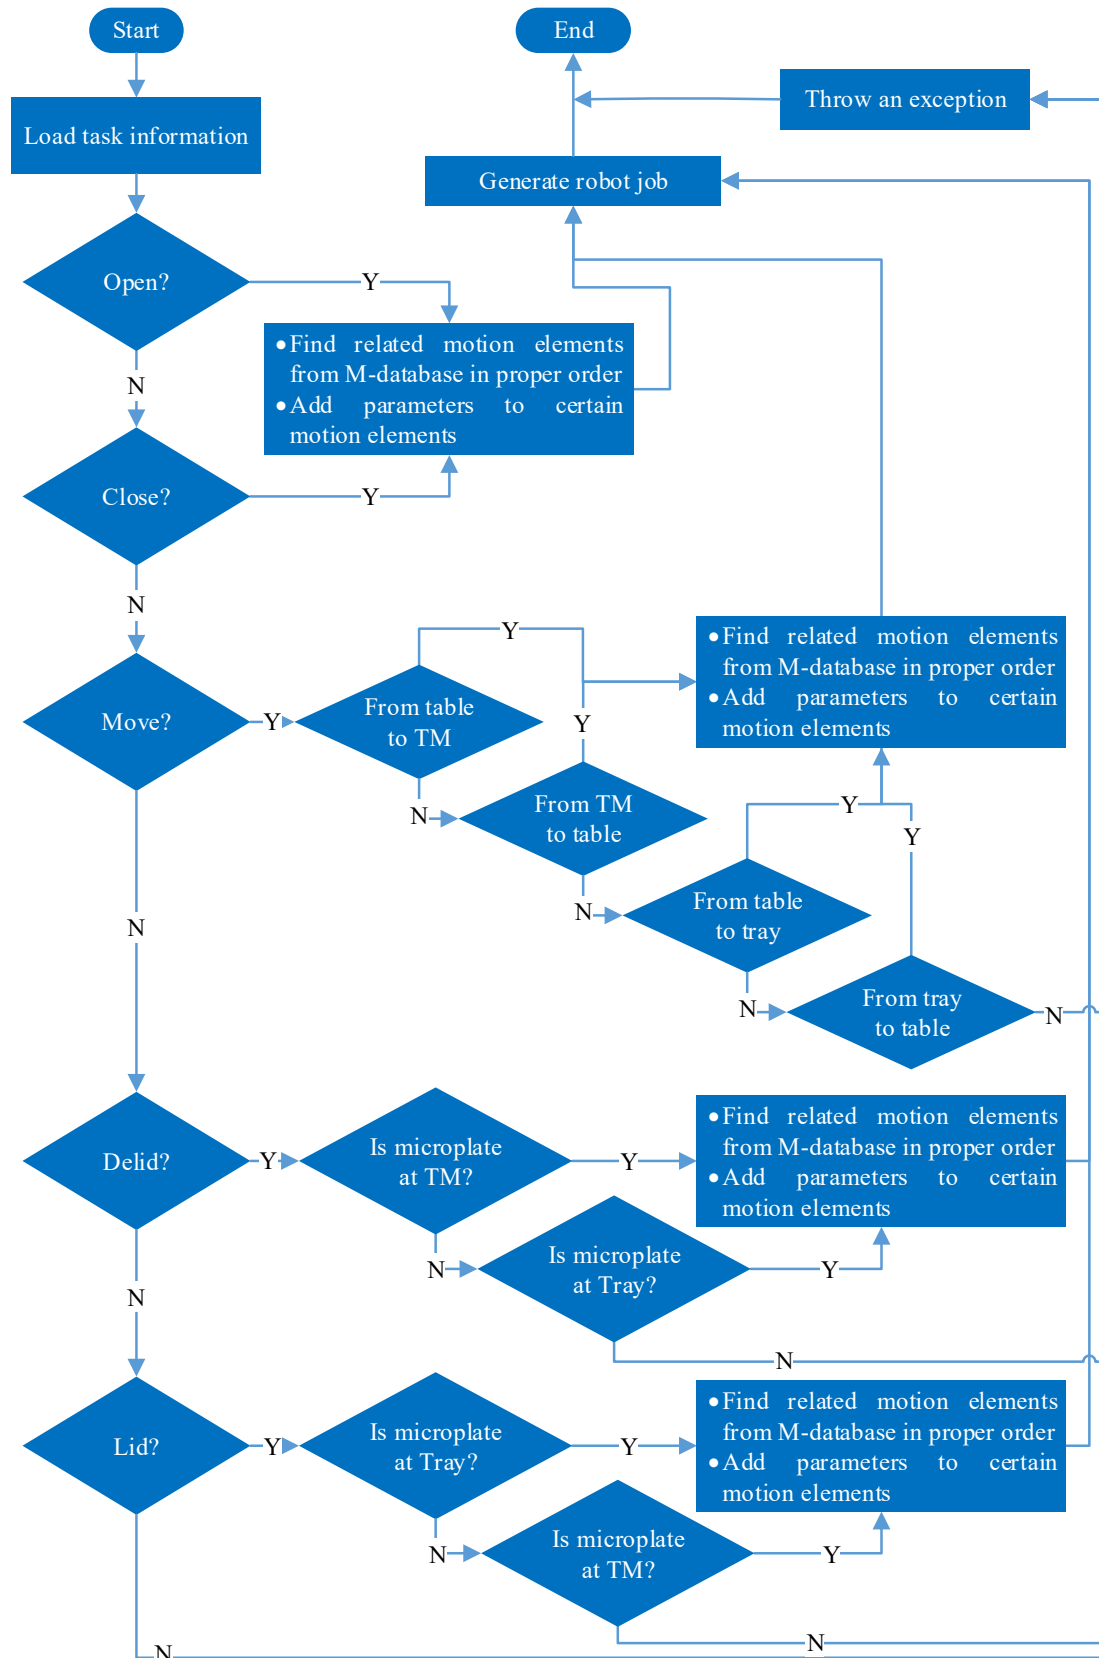 Start
End
Throw an exception
Load task information
Generate robot job
Open?
Y
• Find related motion elements
from M-database in proper order
• Add parameters to certain
motion elements
N
Close?
Y
N
Y
• Find related motion elements
from M-database in proper order
• Add parameters to certain
motion elements
Move?
Y
From table
to TM
Y
N
From TM
to table
Y
Y
N
From table
to tray
N
N
From tray
to table
N
Delid?
Y
Is microplate
at TM?
Y
• Find related motion elements
from M-database in proper order
• Add parameters to certain
motion elements
N
Is microplate
at Tray?
Y
N
N
Lid?
Y
Is microplate
at Tray?
Y
• Find related motion elements
from M-database in proper order
• Add parameters to certain
motion elements
N
Is microplate
at TM?
Y
N
N